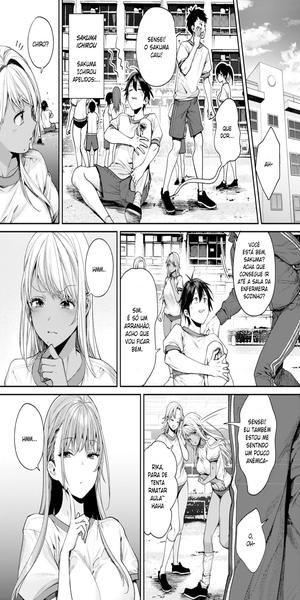 AH-
QUE
DOR...
SENSEI!
O SAKUMA
CAIU!
SAKUMA
ICHIROU
SAKUMA
ICHIROU
APELIDOS:...
CHIRO?
VOCÊ
ESTÁ BEM,
SAKUMA?
ACHA
QUE CONSEGUE IR
ATÉ A SALA DA
ENFERMEIRA
SOZINHO?
SIM.
É SÓ UM
ARRANHÃO,
ACHO QUE
VOU FICAR
BEM.
HMM...
SENSEI!
EU TAMBÉM
ESTOU ME
SENTINDO
UM POUCO
ANÊMICA-
O,
OH-
RIKA,
PARA DE
TENTA
RMATAR
AULA"
HAHA
HMM...